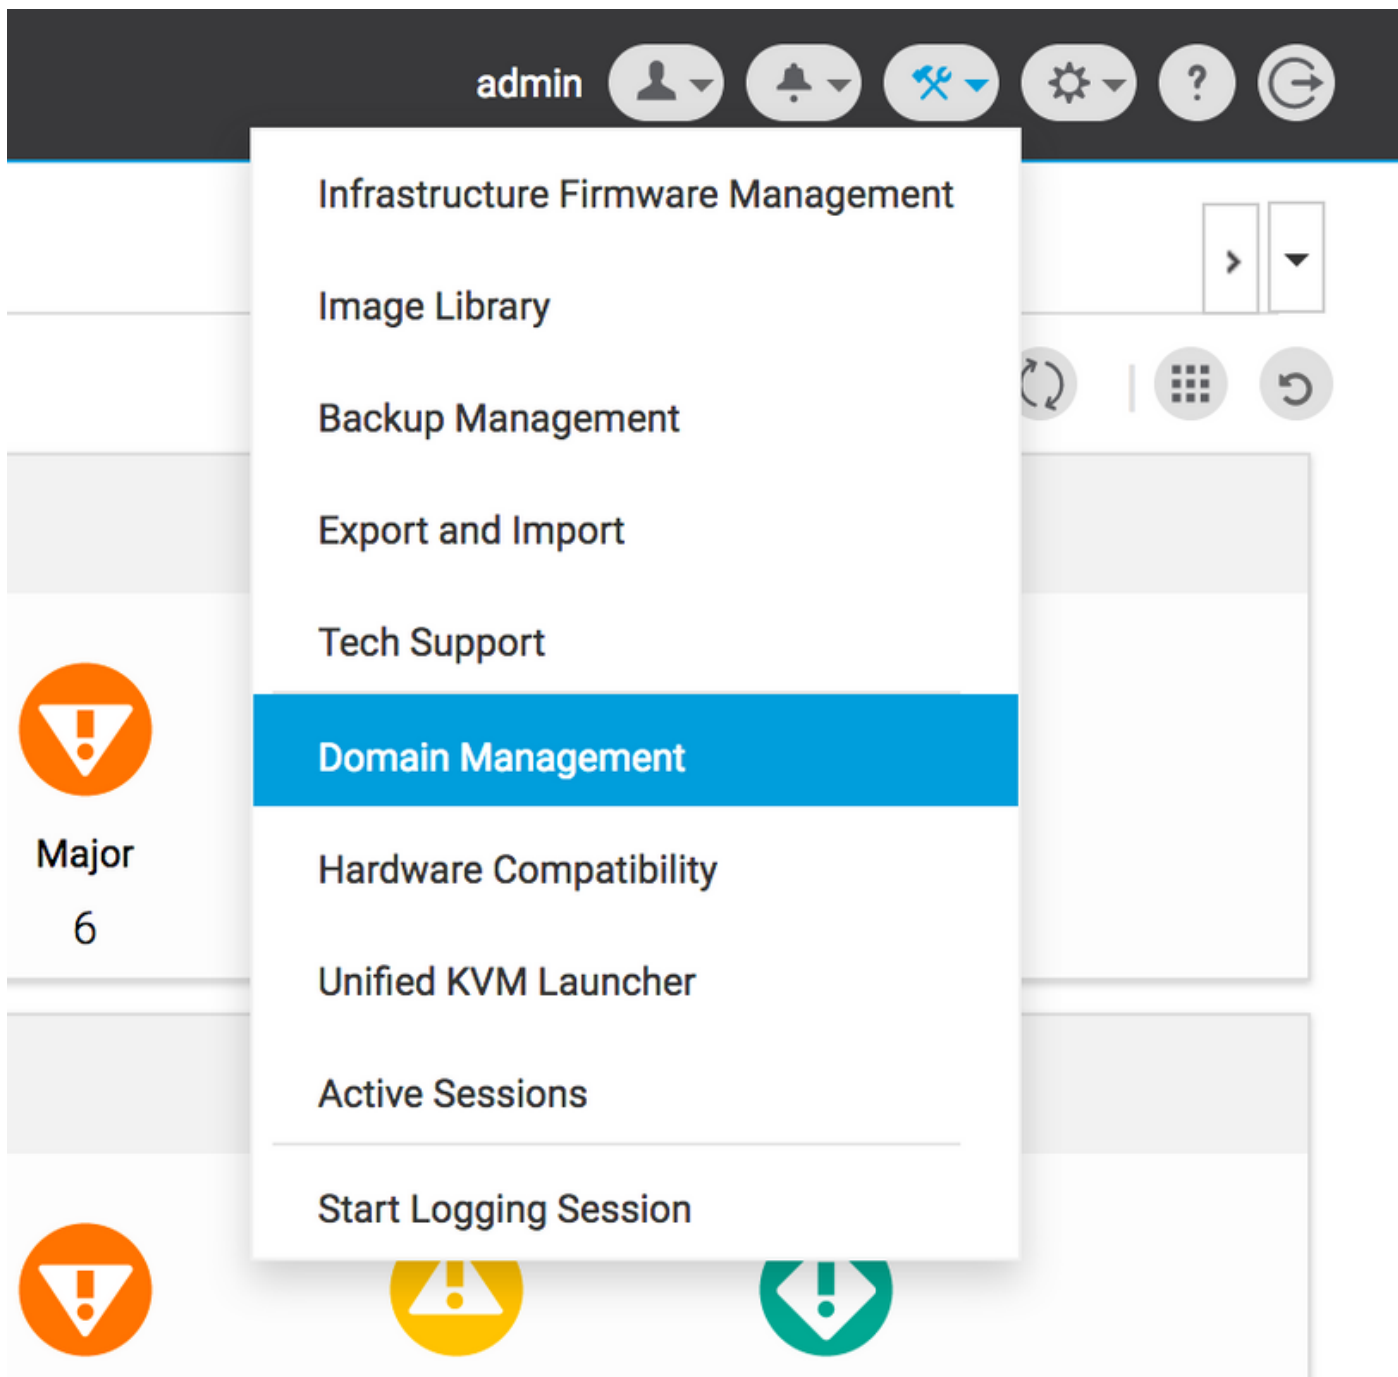 admin
?
Infrastructure Firmware Management
Image Library
Backup Management
Export and Import
Tech Support
Domain Management
Hardware Compatibility
Unified KVM Launcher
Active Sessions
Start Logging Session
Major
6